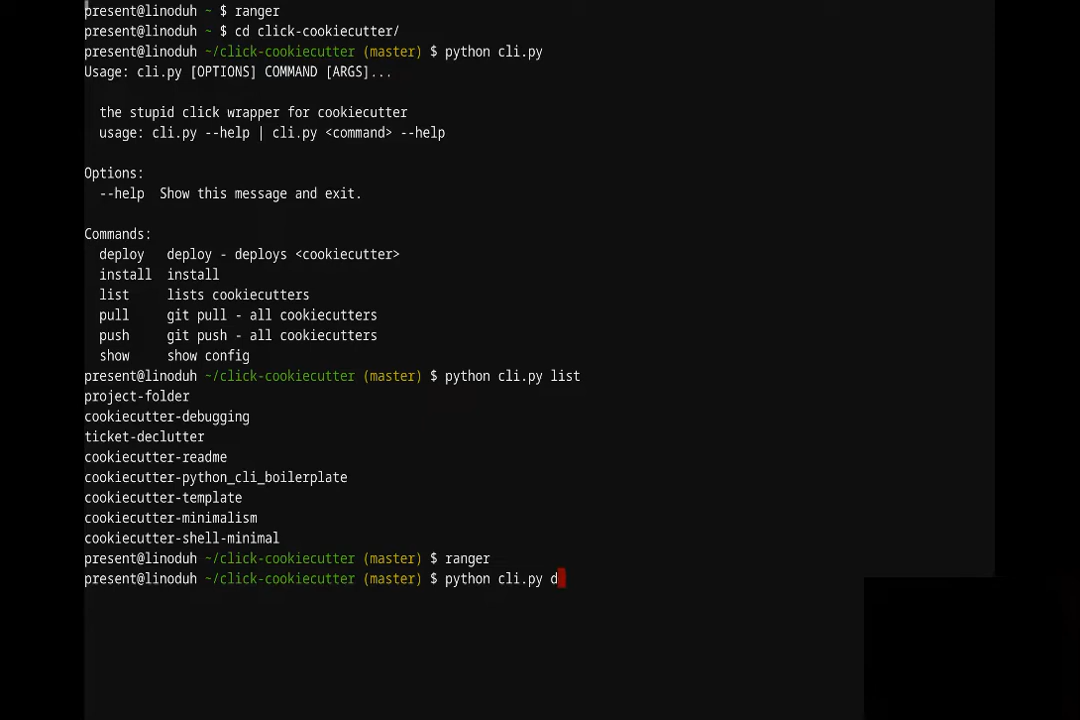 present@linoduh ~ $ ranger
present@linoduh ~ $ cd click-cookiecutter/
present@linoduh ~/click-cookiecutter (master) $ python cli.py
Usage: cli.py [OPTIONS] COMMAND [ARGS]...
the stupid click wrapper for cookiecutter
usage: cli.py --help | cli.py <command> --help
Options:
--help  Show this message and exit.
Commands:
deploy   deploy - deploys <cookiecutter>
install  install
list     lists cookiecutters
pull     git pull - all cookiecutters
push     git push - all cookiecutters
show     show config
present@linoduh ~/click-cookiecutter (master) $ python cli.py list
project-folder
cookiecutter-debugging
ticket-declutter
cookiecutter-readme
cookiecutter-python_cli_boilerplate
cookiecutter-template
cookiecutter-minimalism
cookiecutter-shell-minimal
present@linoduh ~/click-cookiecutter (master) $ ranger
present@linoduh ~/click-cookiecutter (master) $ python cli.py d